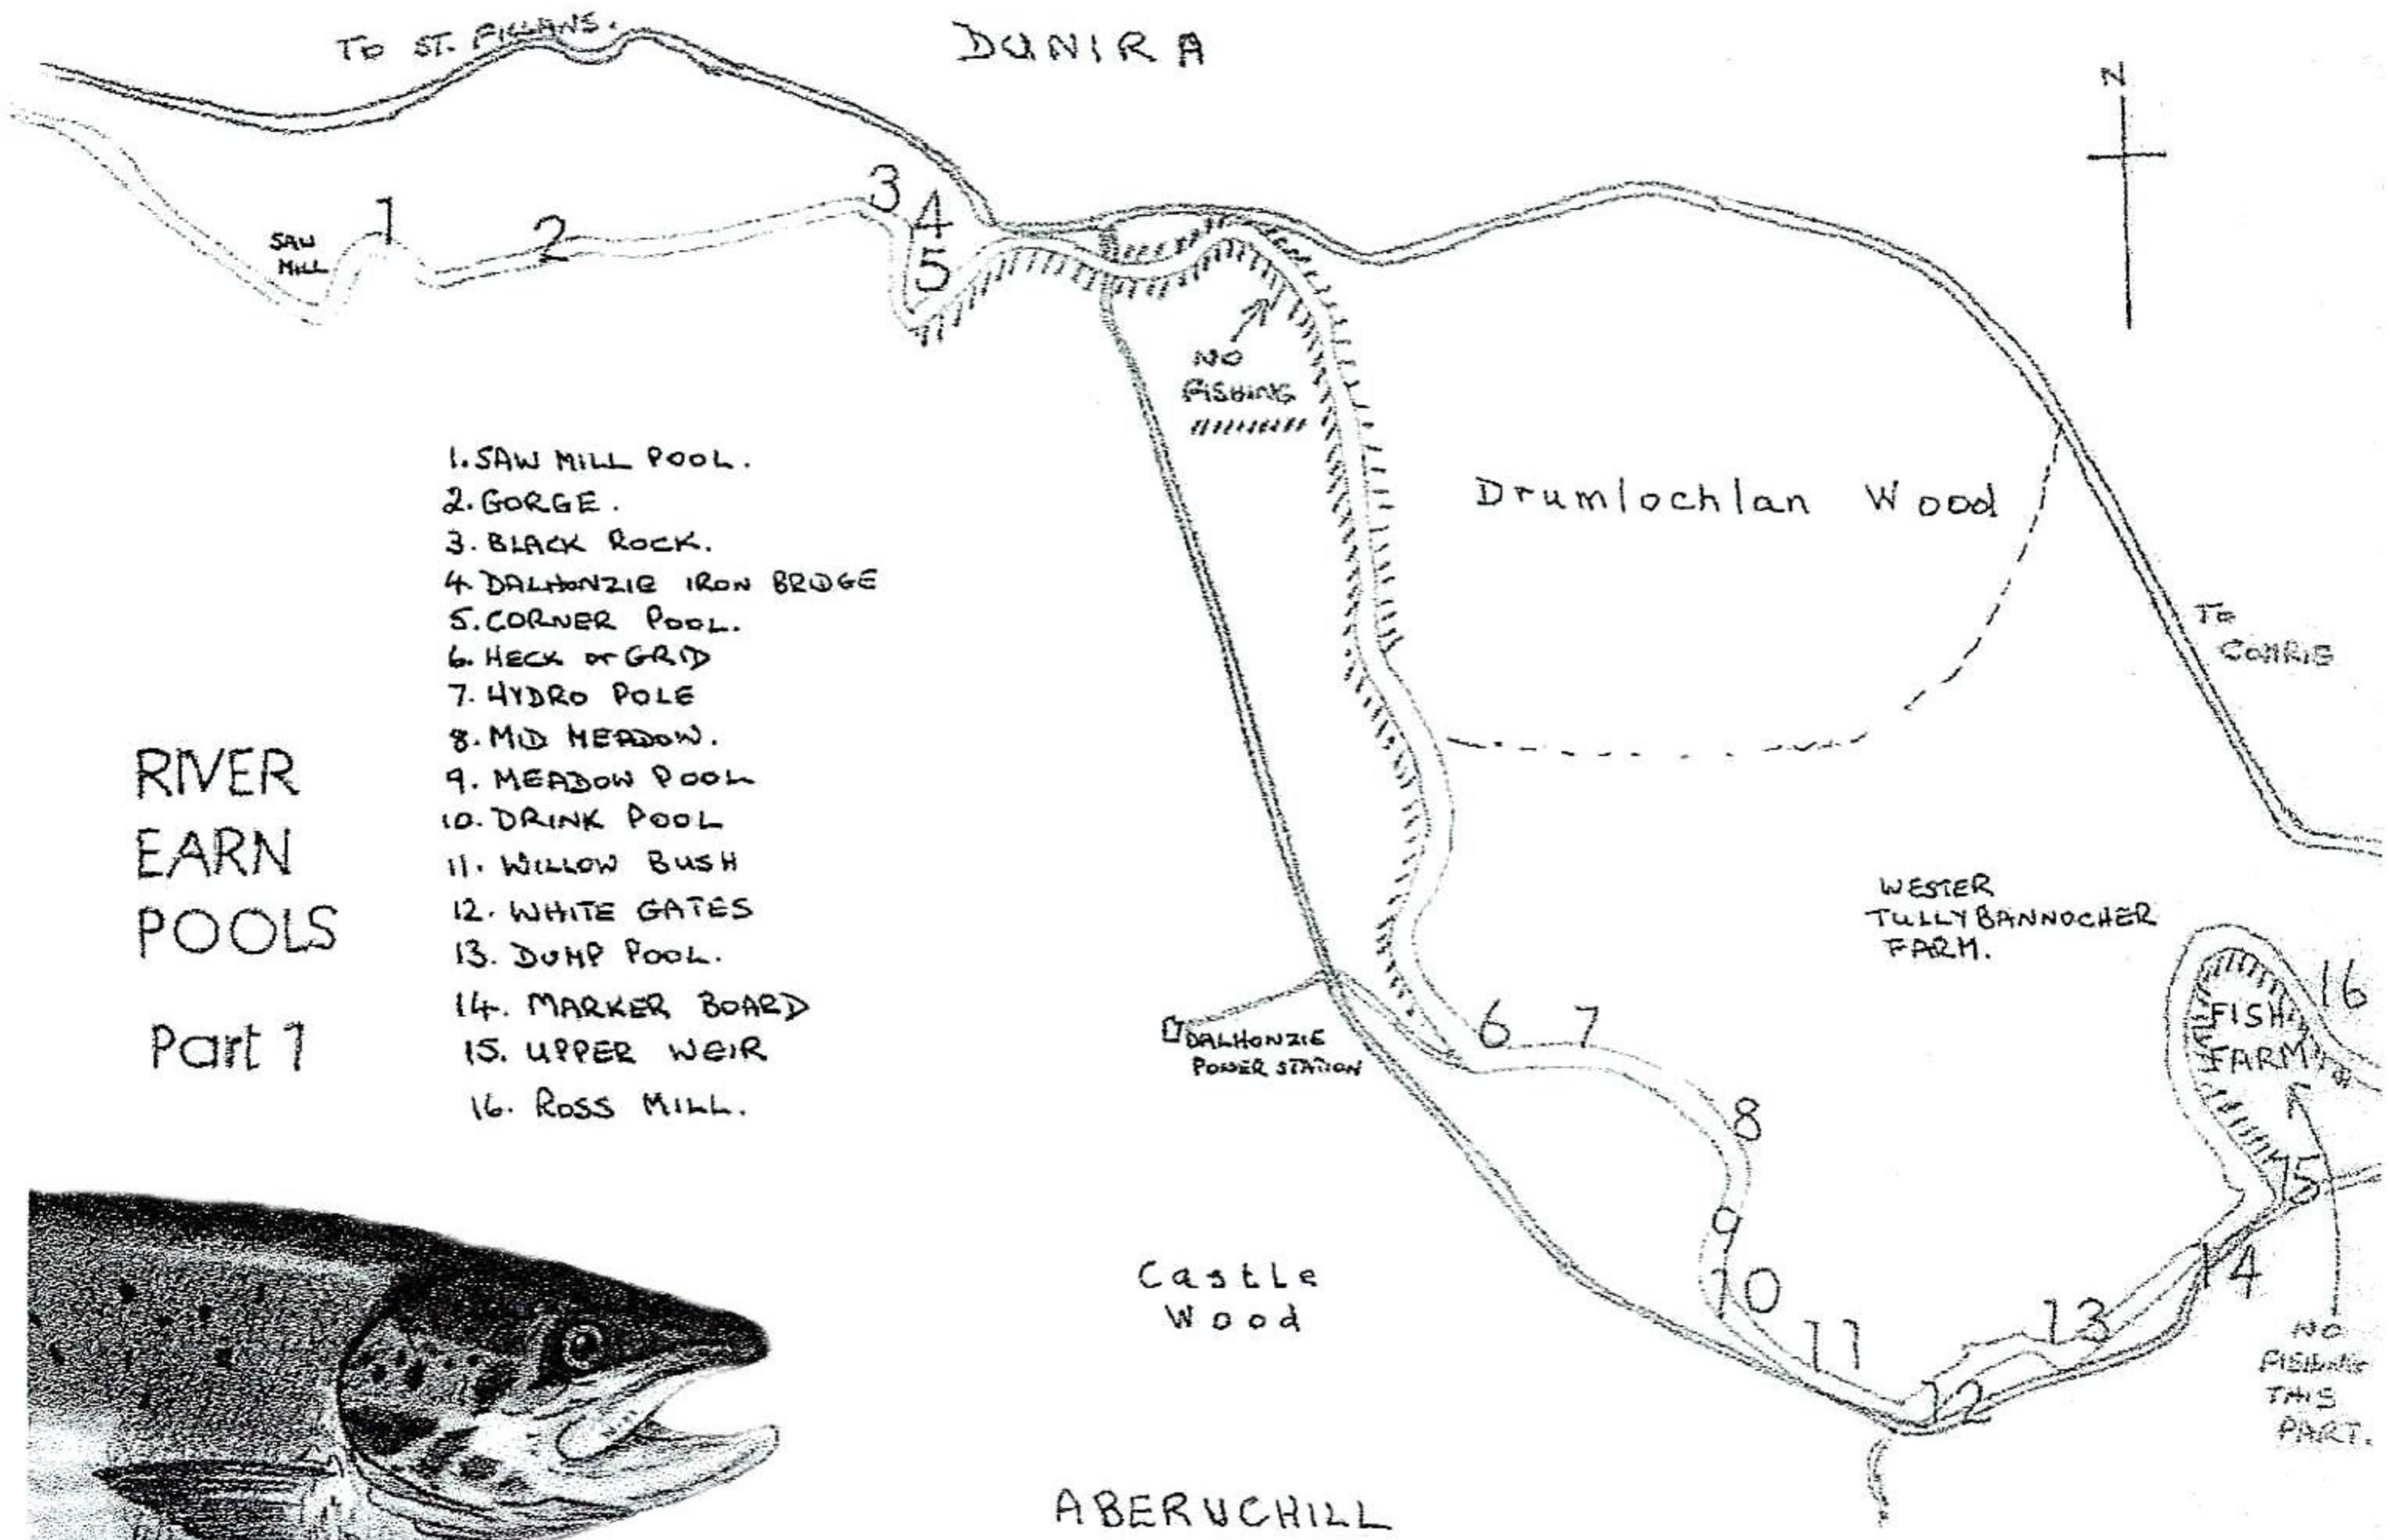 TO ST. FILLANS.
DUNIRA
N
1
2
3
4
5
SAW
MILL
NO
FISHING
Drumlochlan Wood
TO
COMRIE
1. SAW MILL POOL.
2. GORGE.
3. BLACK ROCK.
4. DALHONZIE IRON BRIDGE
5. CORNER POOL.
6. HECK or GRID
7. HYDRO POLE
8. MID MEADOW.
9. MEADOW POOL
10. DRINK POOL
11. WILLOW BUSH
12. WHITE GATES
13. DUMP POOL.
14. MARKER BOARD
15. UPPER WEIR
16. ROSS MILL.
RIVER
EARN
POOLS
Part 1
WESTER
TULLYBANNOCHER
FARM.
DALHONZIE
POWER STATION
6
7
8
9
10
11
12
13
14
15
16
FISH
FARM
NO
FISHING
THIS
PART.
Castle
Wood
ABERUCHILL